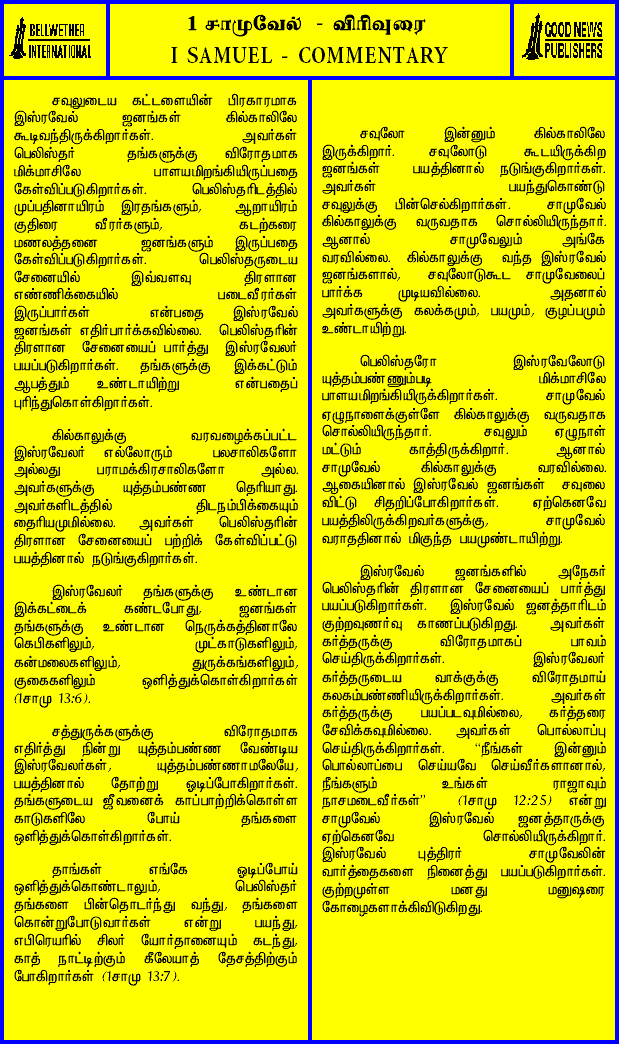 BELLWETHER
INTERNATIONAL
1 சாமுவேல் - விரிவுரை
I SAMUEL - COMMENTARY
GOOD NEWS
PUBLISHERS
சவுலுடைய கட்டளையின் பிரகாரமாக
இஸ்ரவேல் ஜனங்கள் கில்காலிலே
கூடிவந்திருக்கிறார்கள். அவர்கள்
பெலிஸ்தர் தங்களுக்கு விரோதமாக
மிக்மாசிலே பாளயமிறங்கியிருப்பதை
கேள்விப்படுகிறார்கள். பெலிஸ்தரிடத்தில்
முப்பதினாயிரம் இரதங்களும், ஆறாயிரம்
குதிரை வீரர்களும், கடற்கரை
மணலத்தனை ஜனங்களும் இருப்பதை
கேள்விப்படுகிறார்கள். பெலிஸ்தருடைய
சேனையில் இவ்வளவு திரளான
எண்ணிக்கையில் படைவீரர்கள்
இருப்பார்கள் என்பதை இஸ்ரவேல்
ஜனங்கள் எதிர்பார்க்கவில்லை. பெலிஸ்தரின்
திரளான சேனையைப் பார்த்து இஸ்ரவேலர்
பயப்படுகிறார்கள். தங்களுக்கு இக்கட்டும்
ஆபத்தும் உண்டாயிற்று என்பதைப்
புரிந்துகொள்கிறார்கள்.
கில்காலுக்கு வரவழைக்கப்பட்ட
இஸ்ரவேலர் எல்லோரும் பலசாலிகளோ
அல்லது பராமக்கிரசாலிகளோ அல்ல.
அவர்களுக்கு யுத்தம்பண்ண தெரியாது.
அவர்களிடத்தில் திடநம்பிக்கையும்
தைரியமுமில்லை. அவர்கள் பெலிஸ்தரின்
திரளான சேனையைப் பற்றிக் கேள்விப்பட்டு
பயத்தினால் நடுங்குகிறார்கள்.
இஸ்ரவேலர் தங்களுக்கு உண்டான
இக்கட்டைக் கண்டபோது, ஜனங்கள்
தங்களுக்கு உண்டான நெருக்கத்தினாலே
கெபிகளிலும், முட்காடுகளிலும்,
கன்மலைகளிலும், துருக்கங்களிலும்,
குகைகளிலும் ஒளித்துக்கொள்கிறார்கள்
(1சாமு 13:6).
சத்துருக்களுக்கு விரோதமாக
எதிர்த்து நின்று யுத்தம்பண்ண வேண்டிய
இஸ்ரவேலர்கள், யுத்தம்பண்ணாமலேயே,
பயத்தினால் தோற்று ஓடிப்போகிறார்கள்.
தங்களுடைய ஜீவனைக் காப்பாற்றிக்கொள்ள
காடுகளிலே போய் தங்களை
ஒளித்துக்கொள்கிறார்கள்.
தாங்கள் எங்கே ஓடிப்போய்
ஒளித்துக்கொண்டாலும், பெலிஸ்தர்
தங்களை பின்தொடர்ந்து வந்து, தங்களை
கொன்றுபோடுவார்கள் என்று பயந்து,
எபிரெயரில் சிலர் யோர்தானையும் கடந்து,
காத் நாட்டிற்கும் கீலேயாத் தேசத்திற்கும்
போகிறார்கள் (1சாமு 13:7).
சவுலோ இன்னும் கில்காலிலே
இருக்கிறார். சவுலோடு கூடயிருக்கிற
ஜனங்கள் பயத்தினால் நடுங்குகிறார்கள்.
அவர்கள் பயந்துகொண்டு
சவுலுக்கு பின்செல்கிறார்கள். சாமுவேல்
கில்காலுக்கு வருவதாக சொல்லியிருந்தார்.
ஆனால் சாமுவேலும் அங்கே
வரவில்லை. கில்காலுக்கு வந்த இஸ்ரவேல்
ஜனங்களால், சவுலோடுகூட சாமுவேலைப்
பார்க்க முடியவில்லை. அதனால்
அவர்களுக்கு கலக்கமும், பயமும், குழப்பமும்
உண்டாயிற்று.
பெலிஸ்தரோ இஸ்ரவேலோடு
யுத்தம்பண்ணும்படி மிக்மாசிலே
பாளயமிறங்கியிருக்கிறார்கள். சாமுவேல்
ஏழுநாளைக்குள்ளே கில்காலுக்கு வருவதாக
சொல்லியிருந்தார். சவுலும் ஏழுநாள்
மட்டும் காத்திருக்கிறார். ஆனால்
சாமுவேல் கில்காலுக்கு வரவில்லை.
ஆகையினால் இஸ்ரவேல் ஜனங்கள் சவுலை
விட்டு சிதறிப்போகிறார்கள். ஏற்கெனவே
பயத்திலிருக்கிறவர்களுக்கு, சாமுவேல்
வராததினால் மிகுந்த பயமுண்டாயிற்று.
இஸ்ரவேல் ஜனங்களில் அநேகர்
பெலிஸ்தரின் திரளான சேனையைப் பார்த்து
பயப்படுகிறார்கள். இஸ்ரவேல் ஜனத்தாரிடம்
குற்றவுணர்வு காணப்படுகிறது. அவர்கள்
கர்த்தருக்கு விரோதமாகப் பாவம்
செய்திருக்கிறார்கள். இஸ்ரவேலர்
கர்த்தருடைய வாக்குக்கு விரோதமாய்
கலகம்பண்ணியிருக்கிறார்கள். அவர்கள்
கர்த்தருக்கு பயப்படவுமில்லை, கர்த்தரை
சேவிக்கவுமில்லை. அவர்கள் பொல்லாப்பு
செய்திருக்கிறார்கள். "நீங்கள் இன்னும்
பொல்லாப்பை செய்யவே செய்வீர்களானால்,
நீங்களும் உங்கள் ராஜாவும்
நாசமடைவீர்கள்" (1சாமு 12:25) என்று
சாமுவேல் இஸ்ரவேல் ஜனத்தாருக்கு
ஏற்கெனவே சொல்லியிருக்கிறார்.
இஸ்ரவேல் புத்திரர் சாமுவேலின்
வார்த்தைகளை நினைத்து பயப்படுகிறார்கள்.
குற்றமுள்ள மனது மனுஷரை
கோழைகளாக்கிவிடுகிறது.